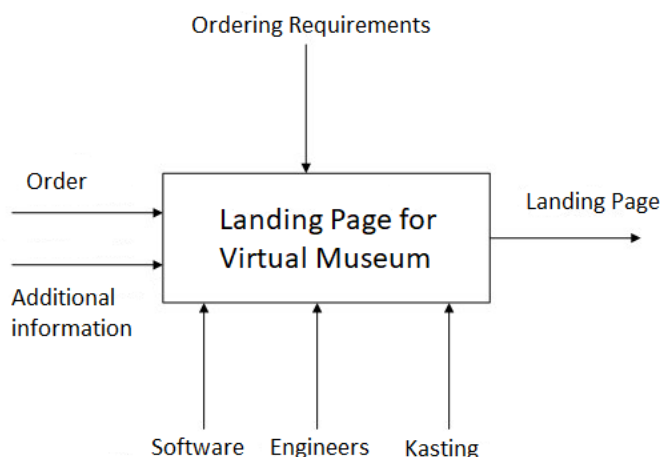 Ordering Requirements
Order
Landing Page for
Virtual Museum
Landing Page
Additional
information
Software
Engineers
Kasting